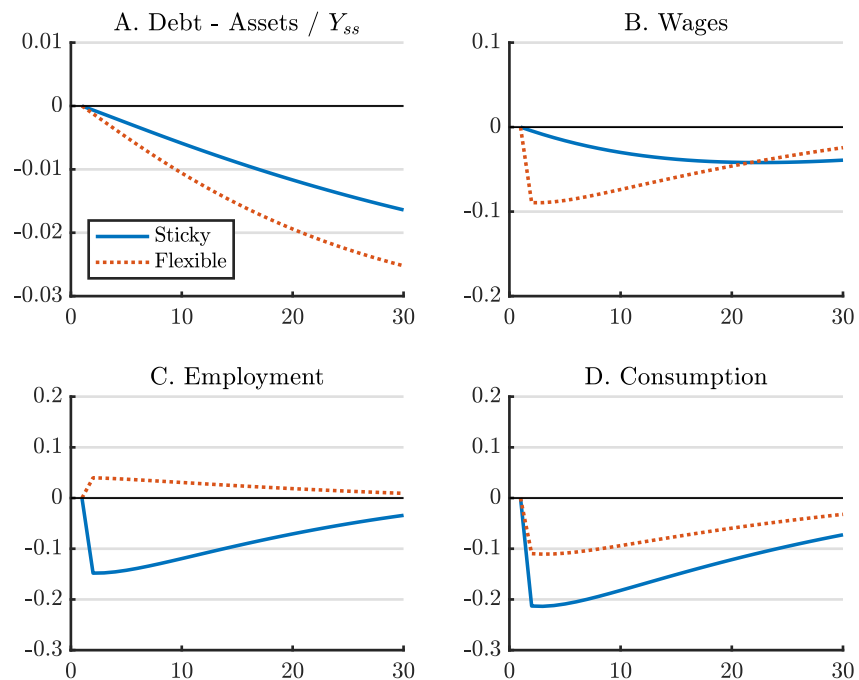 A. Debt - Assets / Y_ss
0.01
0
-0.01
-0.02
-0.03
Sticky
Flexible
0 10 20 30
B. Wages
0.1
0
-0.1
-0.2
0 10 20 30
C. Employment
0.2
0.1
0
-0.1
-0.2
-0.3
0 10 20 30
D. Consumption
0.2
0.1
0
-0.1
-0.2
-0.3
0 10 20 30